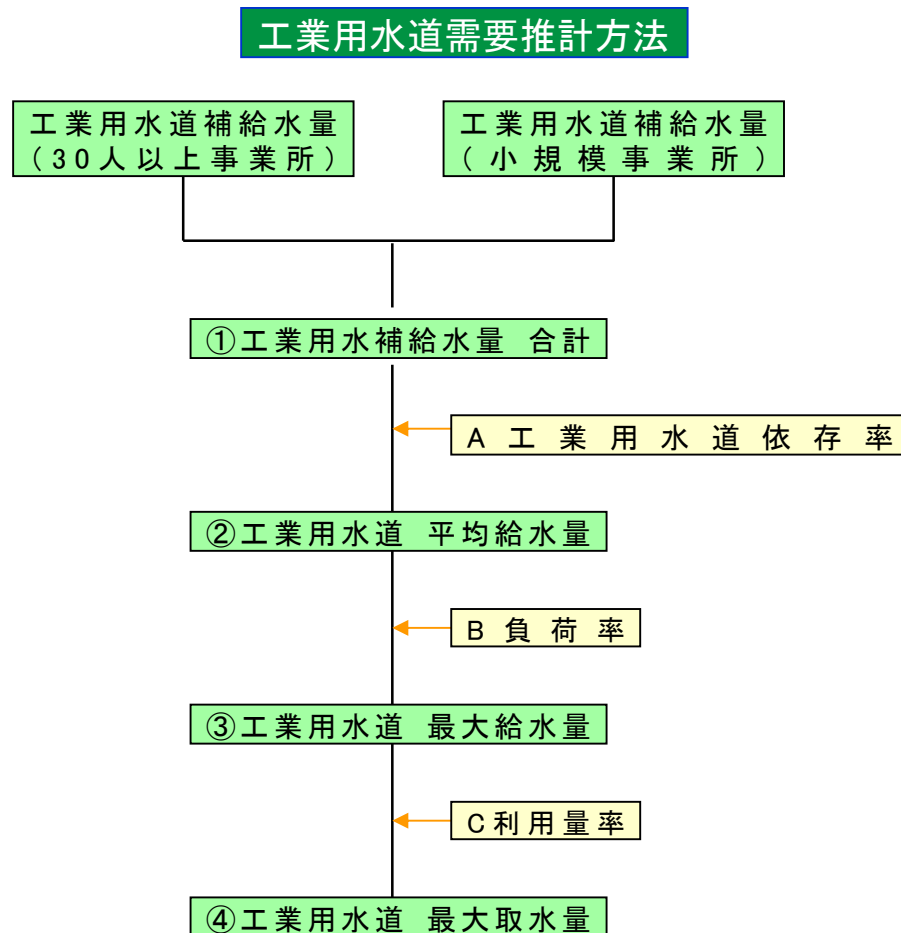 工業用水道需要推計方法
工業用水道補給水量
(30人以上事業所)
工業用水道補給水量
(小規模事業所)
①工業用水補給水量 合計
A工業用水道依存率
②工業用水道 平均給水量
B負荷率
③工業用水道 最大給水量
C利用量率
④工業用水道 最大取水量